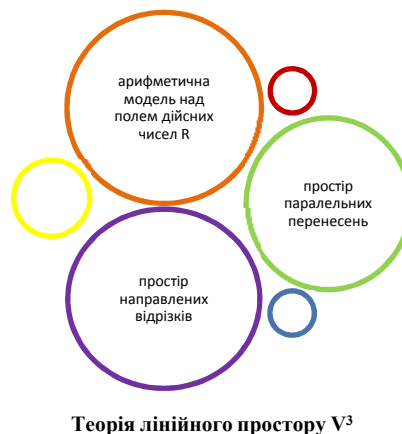 арифметична
модель над
полем дійсних
чисел R
простір
паралельних
перенесень
простір
направлених
відрізків
Теорія лінійного простору V³